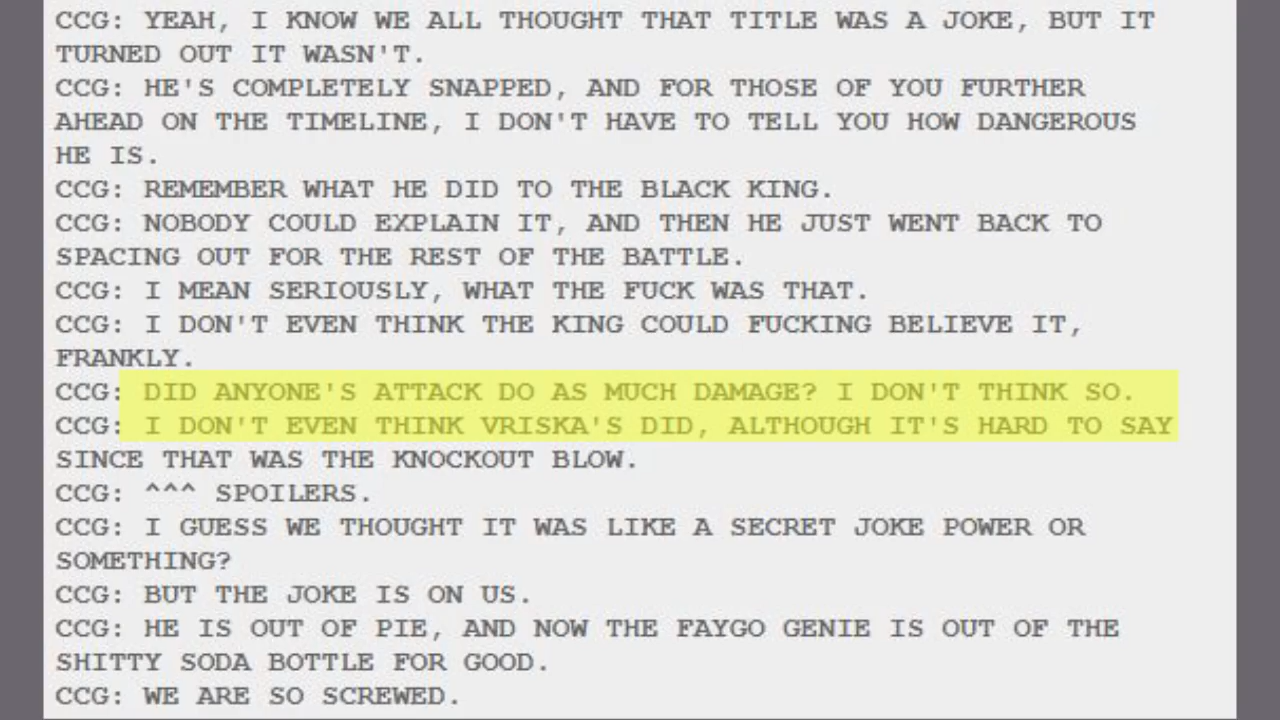 CCG: YEAH, I KNOW WE ALL THOUGHT THAT TITLE WAS A JOKE, BUT IT
TURNED OUT IT WASN'T.
CCG: HE'S COMPLETELY SNAPPED, AND FOR THOSE OF YOU FURTHER
AHEAD ON THE TIMELINE, I DON'T HAVE TO TELL YOU HOW DANGEROUS
HE IS.
CCG: REMEMBER WHAT HE DID TO THE BLACK KING.
CCG: NOBODY COULD EXPLAIN IT, AND THEN HE JUST WENT BACK TO
SPACING OUT FOR THE REST OF THE BATTLE.
CCG: I MEAN SERIOUSLY, WHAT THE FUCK WAS THAT.
CCG: I DON'T EVEN THINK THE KING COULD FUCKING BELIEVE IT,
FRANKLY.
CCG: DID ANYONE'S ATTACK DO AS MUCH DAMAGE? I DON'T THINK SO.
CCG: I DON'T EVEN THINK VRISKA'S DID, ALTHOUGH IT'S HARD TO SAY
SINCE THAT WAS THE KNOCKOUT BLOW.
CCG: ^^^ SPOILERS.
CCG: I GUESS WE THOUGHT IT WAS LIKE A SECRET JOKE POWER OR
SOMETHING?
CCG: BUT THE JOKE IS ON US.
CCG: HE IS OUT OF PIE, AND NOW THE FAYGO GENIE IS OUT OF THE
SHITTY SODA BOTTLE FOR GOOD.
CCG: WE ARE SO SCREWED.